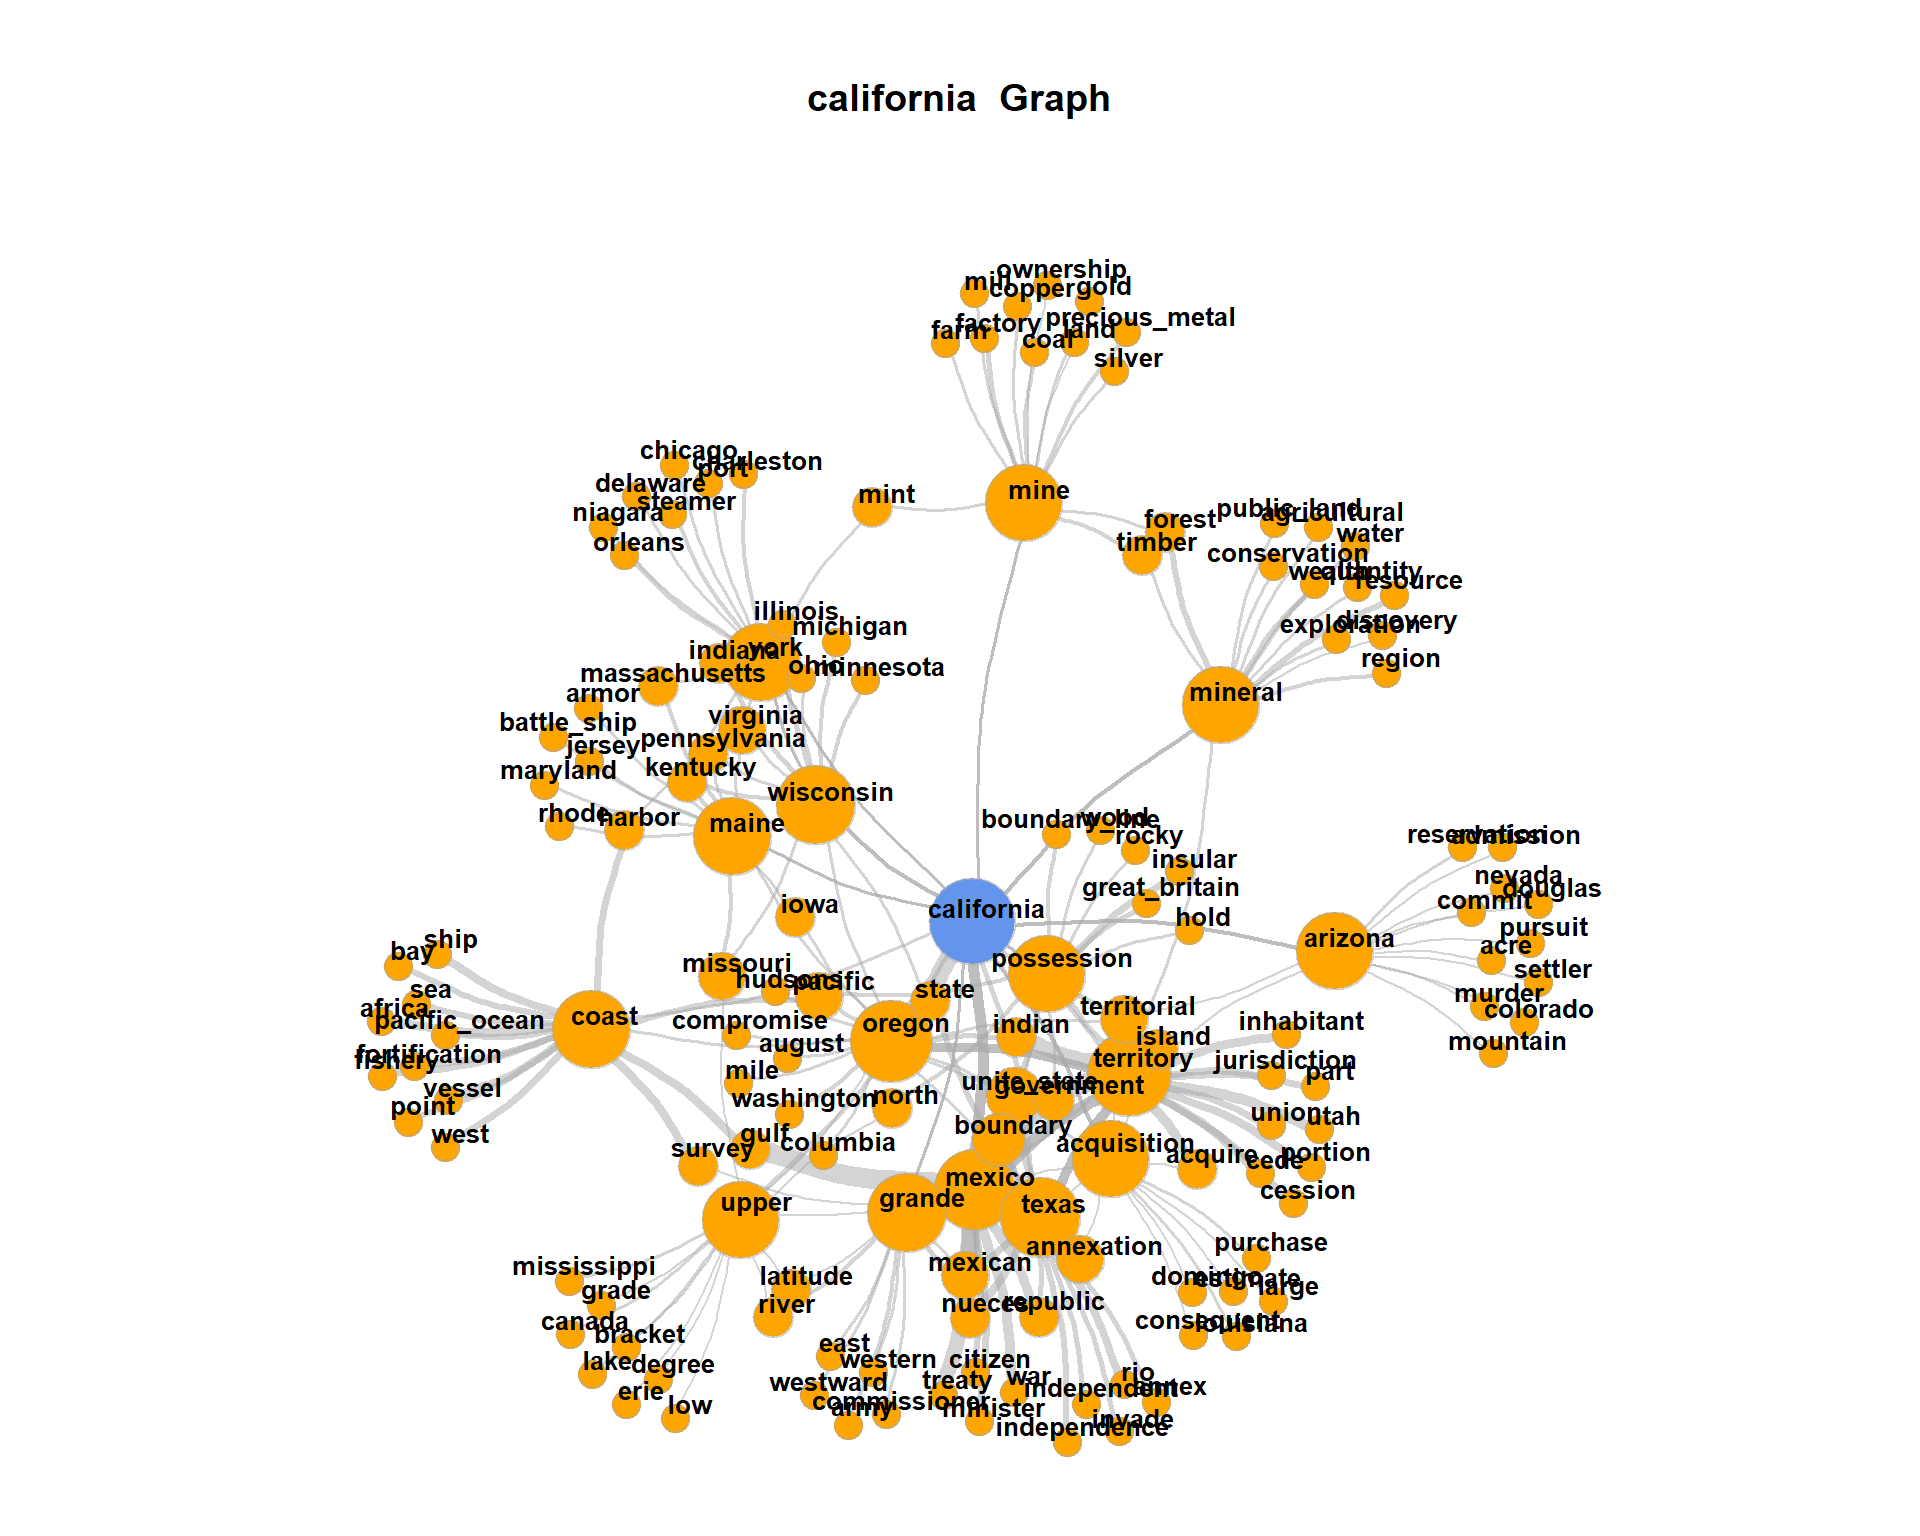 california  Graph
ownership
mill
copper
gold
precious_metal
factory
farm
land
coal
silver
chicago
charleston
port
delaware
steamer
niagara
orleans
mint
mine
forest
timber
public_land
agricultural
water
conservation
wealth
quantity
resource
exploration
discovery
region
mineral
illinois
michigan
york
indiana
ohio
minnesota
massachusetts
armor
battle_ship
virginia
jersey
pennsylvania
maryland
kentucky
wisconsin
rhode
harbor
maine
boundary_line
wood
rocky
insular
great_britain
hold
reservation
admission
nevada
douglas
commit
pursuit
acre
settler
murder
colorado
mountain
arizona
california
iowa
possession
missouri
hudsons
pacific
state
ship
bay
sea
africa
pacific_ocean
fortification
fishery
vessel
point
west
coast
compromise
august
mile
washington
oregon
indian
territorial
island
territory
inhabitant
jurisdiction
part
union
utah
portion
cede
cession
unite_state
government
north
boundary
acquisition
acquire
gulf
columbia
survey
mexico
grande
texas
upper
annexation
mexican
latitude
river
nueces
republic
purchase
domingo
estimate
large
consequent
louisiana
mississippi
grade
canada
bracket
lake
degree
erie
low
east
western
westward
commissioner
army
citizen
treaty
war
minister
independent
independence
rio
annex
invade